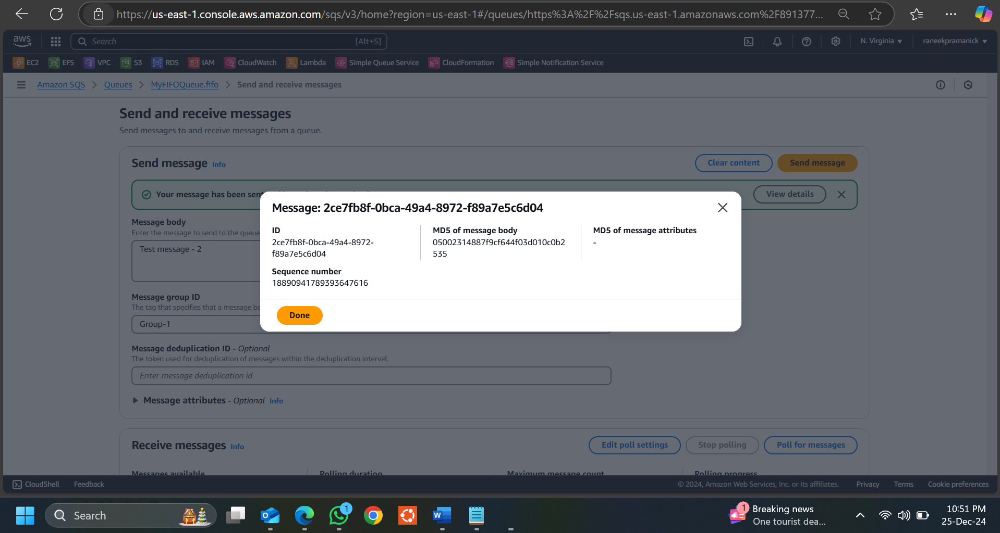 https://us-east-1.console.aws.amazon.com/sqs/v3/home?region=us-east-1#/queues/https%3A%2F%2Fsqs.us-east-1.amazonaws.com%2F891377...
aws
Search [Alt+S]
N. Virginia
raneekpramanick
EC2 EFS VPC S3 RDS IAM CloudWatch Lambda Simple Queue Service CloudFormation Simple Notification Service
Amazon SQS > Queues > MyFIFOQueue.fifo > Send and receive messages
Send and receive messages
Send messages to and receive messages from a queue.
Send message Info
Clear content
Send message
Your message has been sent
View details
Message: 2ce7fb8f-0bca-49a4-8972-f89a7e5c6d04
ID
2ce7fb8f-0bca-49a4-8972-
f89a7e5c6d04
MD5 of message body
05002314887f9cf644f03d010c0b2
535
MD5 of message attributes
-
Sequence number
18890941789393647616
Done
Message body
Enter the message to send to the queue
Test message - 2
Message group ID
The tag that specifies that a message
Group-1
Message deduplication ID - Optional
The token used for deduplication of messages within the deduplication interval.
Enter message deduplication id
Message attributes - Optional Info
Receive messages Info
Edit poll settings
Stop polling
Poll for messages
Messages available
Polling duration
Maximum message count
Polling progress
CloudShell
Feedback
© 2024, Amazon Web Services, Inc. or its affiliates.
Privacy
Terms
Cookie preferences
Search
1
1
Breaking news
One tourist dea...
10:51 PM
25-Dec-24